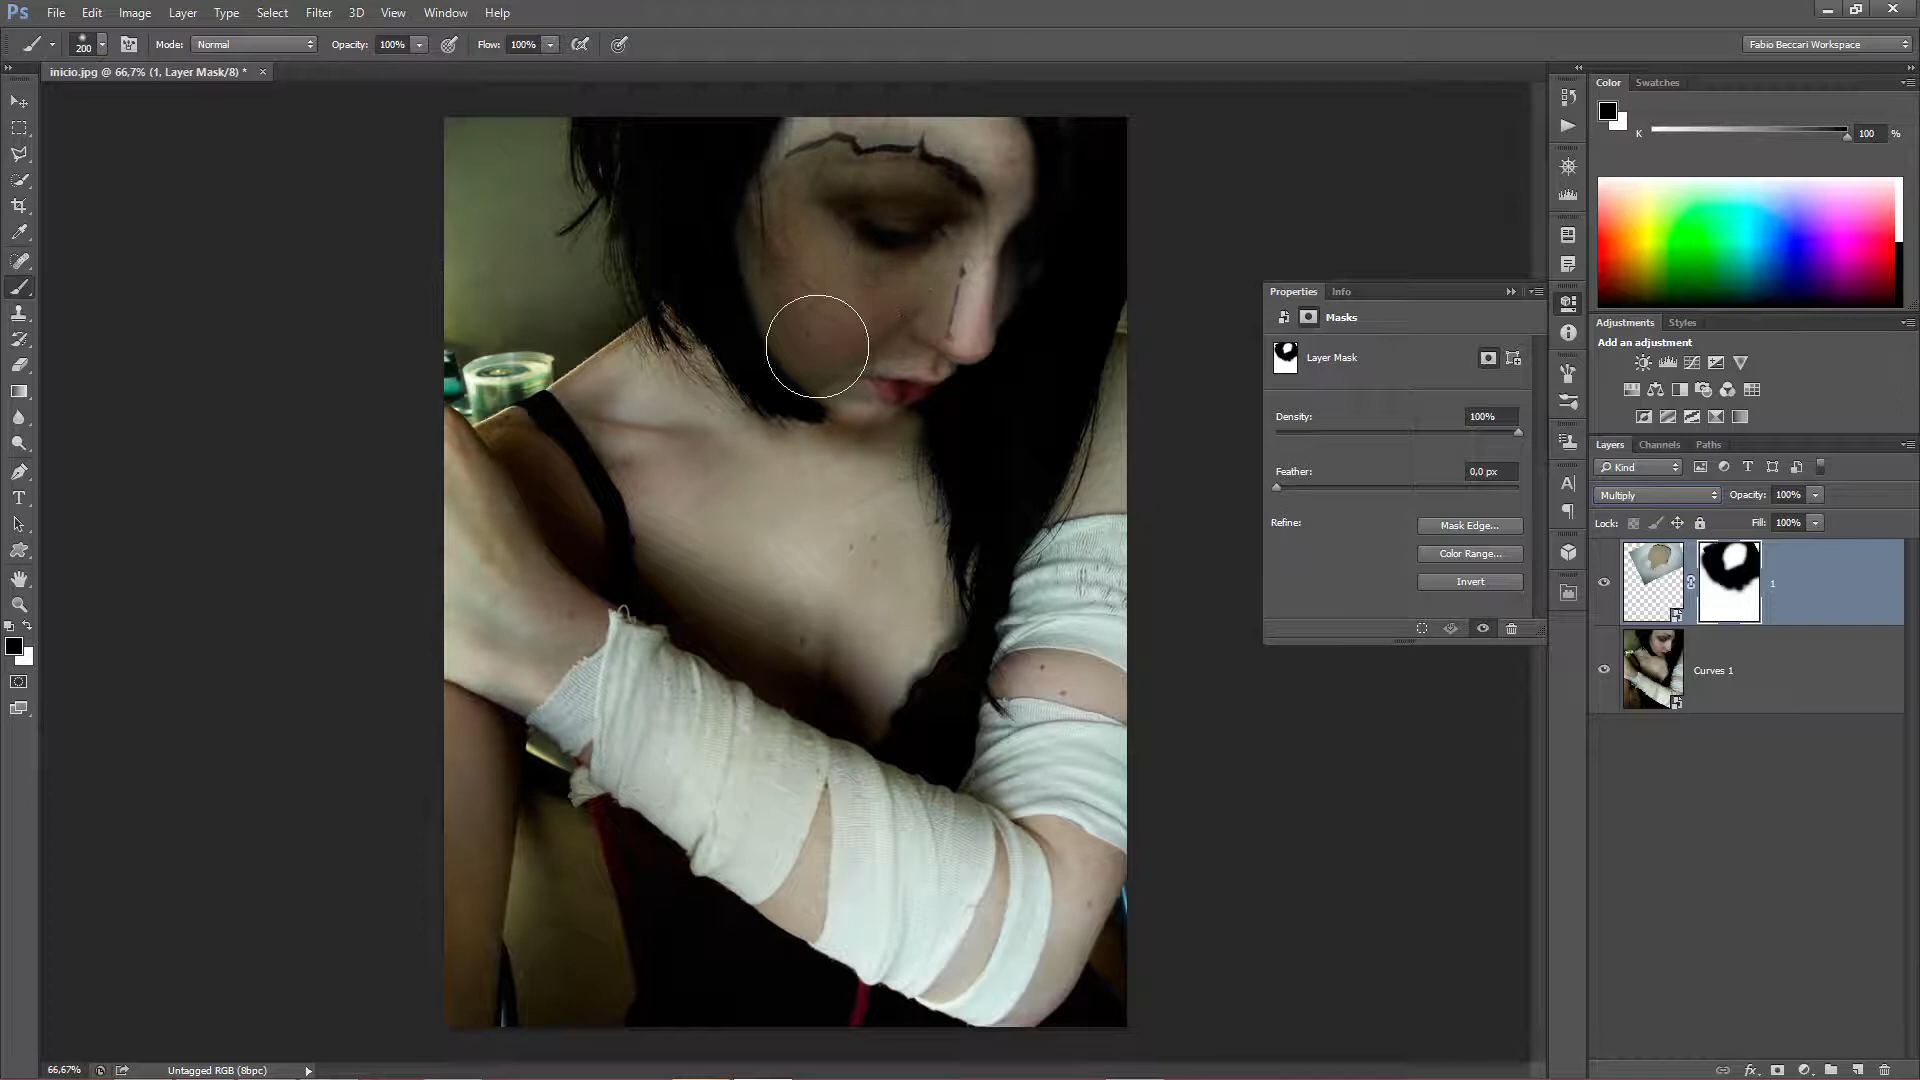 Ps File Edit Image Layer Type Select Filter 3D View Window Help
200 Mode: Normal Opacity: 100% Flow: 100% Fabio Beccari Workspace
inicio.jpg @ 66,7% (1, Layer Mask/8) * ×
Color Swatches
K 100 %
Properties Info
Masks
Layer Mask
Density: 100%
Feather: 0,0 px
Refine: Mask Edge...
Color Range...
Invert
Adjustments Styles
Add an adjustment
Layers Channels Paths
Kind
Multiply Opacity: 100%
Lock: Fill: 100%
1
Curves 1
fx
66,67% Untagged RGB (8bpc)